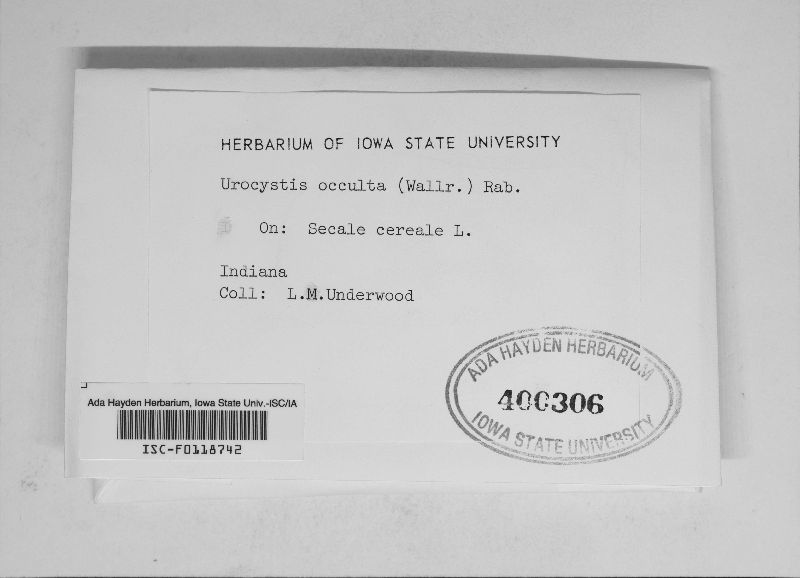 HERBARIUM OF IOWA STATE UNIVERSITY
Urocystis occulta (Wallr.) Rab.
On: Secale cereale L.
Indiana
Coll: L.M.Underwood
ADA HAYDEN HERBARIUM
400306
IOWA STATE UNIVERSITY
Ada Hayden Herbarium, Iowa State Univ.-ISC/IA
ISC-F0118742